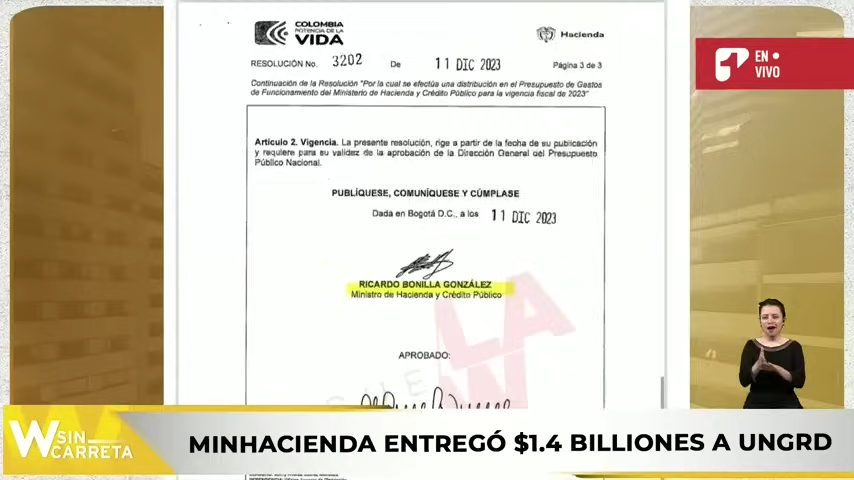 COLOMBIA
POTENCIA DE LA
VIDA
Hacienda
RESOLUCIÓN No. 3202 De 11 DIC 2023 Página 3 de 3
Continuación de la Resolución "Por la cual se efectúa una distribución en el Presupuesto de Gastos
de Funcionamiento del Ministerio de Hacienda y Crédito Público para la vigencia fiscal de 2023"
EN
VIVO
Artículo 2. Vigencia. La presente resolución, rige a partir de la fecha de su publicación
y requiere para su validez de la aprobación de la Dirección General del Presupuesto
Público Nacional.
PUBLÍQUESE, COMUNÍQUESE Y CÚMPLASE
Dada en Bogotá D.C., a los 11 DIC 2023
RICARDO BONILLA GONZÁLEZ
Ministro de Hacienda y Crédito Público
LA
W
APROBADO:
W SIN
CARRETA
MINHACIENDA ENTREGÓ $1.4 BILLIONES A UNGRD